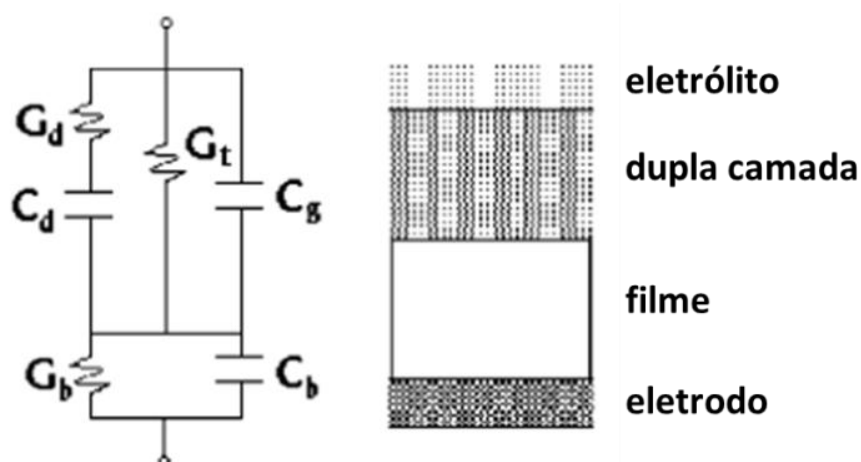 G_d
G_t
C_d
C_g
G_b
C_b
eletrólito
dupla camada
filme
eletrodo